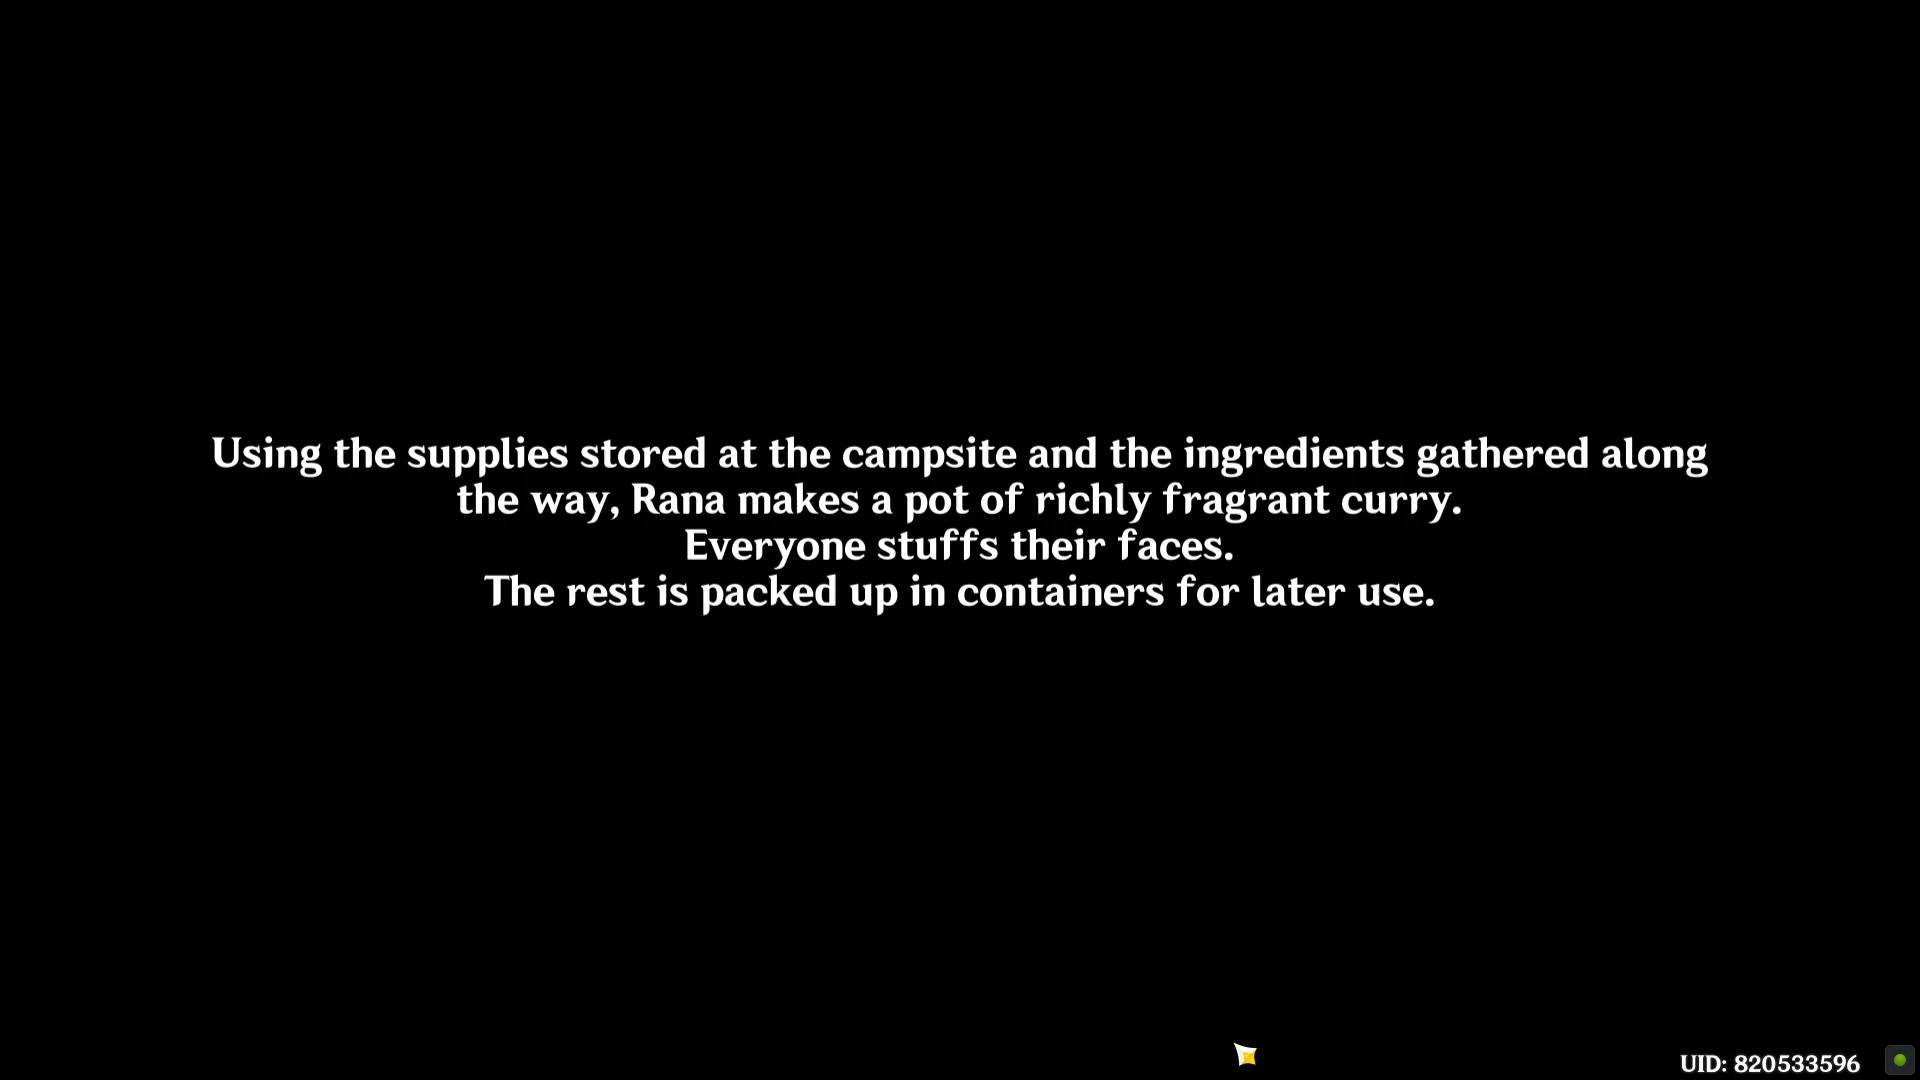 Using the supplies stored at the campsite and the ingredients gathered along
the way, Rana makes a pot of richly fragrant curry.
Everyone stuffs their faces.
The rest is packed up in containers for later use.
UID: 820533596